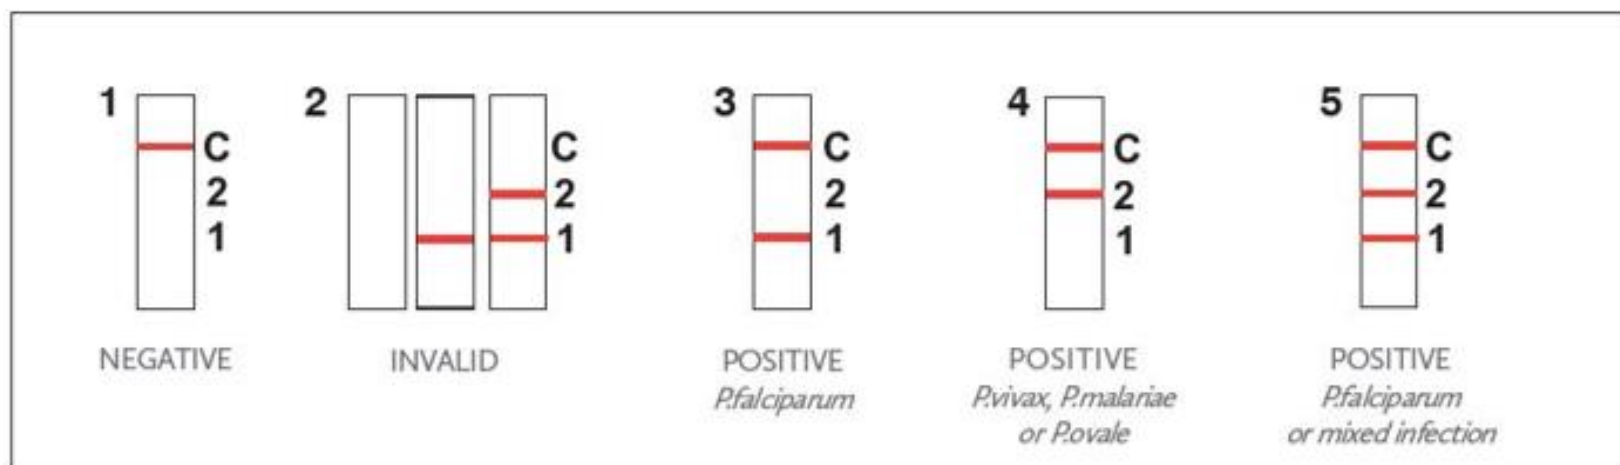 1
C
2
1
NEGATIVE
2
C
2
1
INVALID
3
C
2
1
POSITIVE
P.falciparum
4
C
2
1
POSITIVE
P.vivax, P.malariae
or P.ovale
5
C
2
1
POSITIVE
P.falciparum
or mixed infection